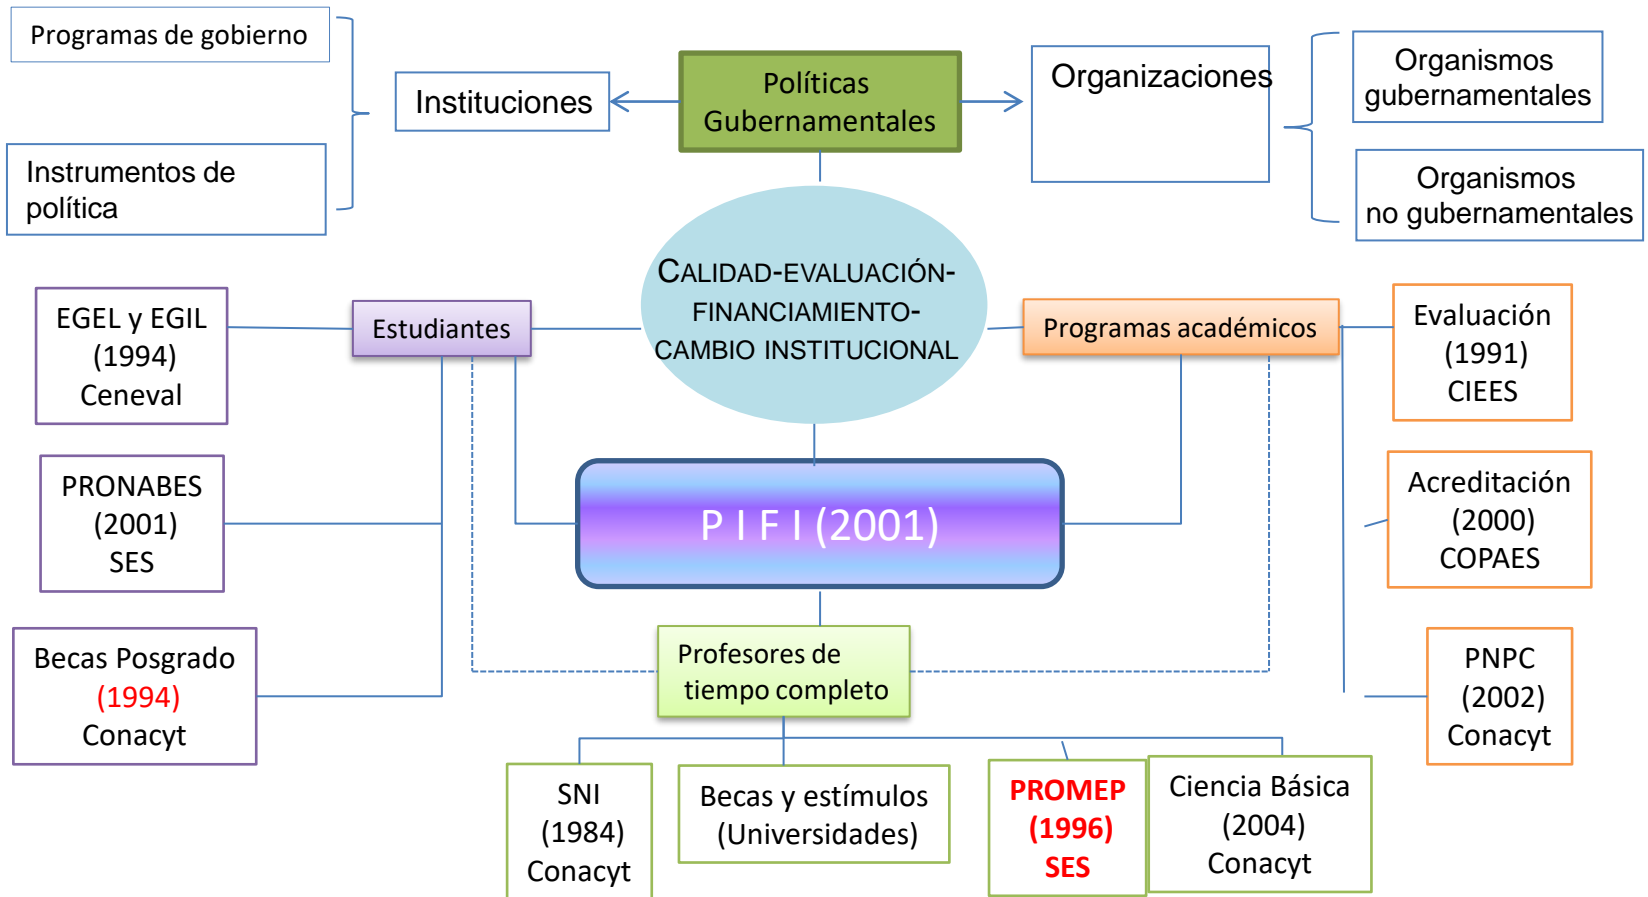 Programas de gobierno
Instrumentos de
política
Instituciones
Políticas
Gubernamentales
Organizaciones
Organismos
gubernamentales
Organismos
no gubernamentales
CALIDAD-EVALUACIÓN-
FINANCIAMIENTO-
CAMBIO INSTITUCIONAL
Estudiantes
EGEL y EGIL
(1994)
Ceneval
PRONABES
(2001)
SES
Becas Posgrado
(1994)
Conacyt
Programas académicos
Evaluación
(1991)
CIEES
Acreditación
(2000)
COPAES
PNPC
(2002)
Conacyt
P I F I (2001)
Profesores de
tiempo completo
SNI
(1984)
Conacyt
Becas y estímulos
(Universidades)
PROMEP
(1996)
SES
Ciencia Básica
(2004)
Conacyt